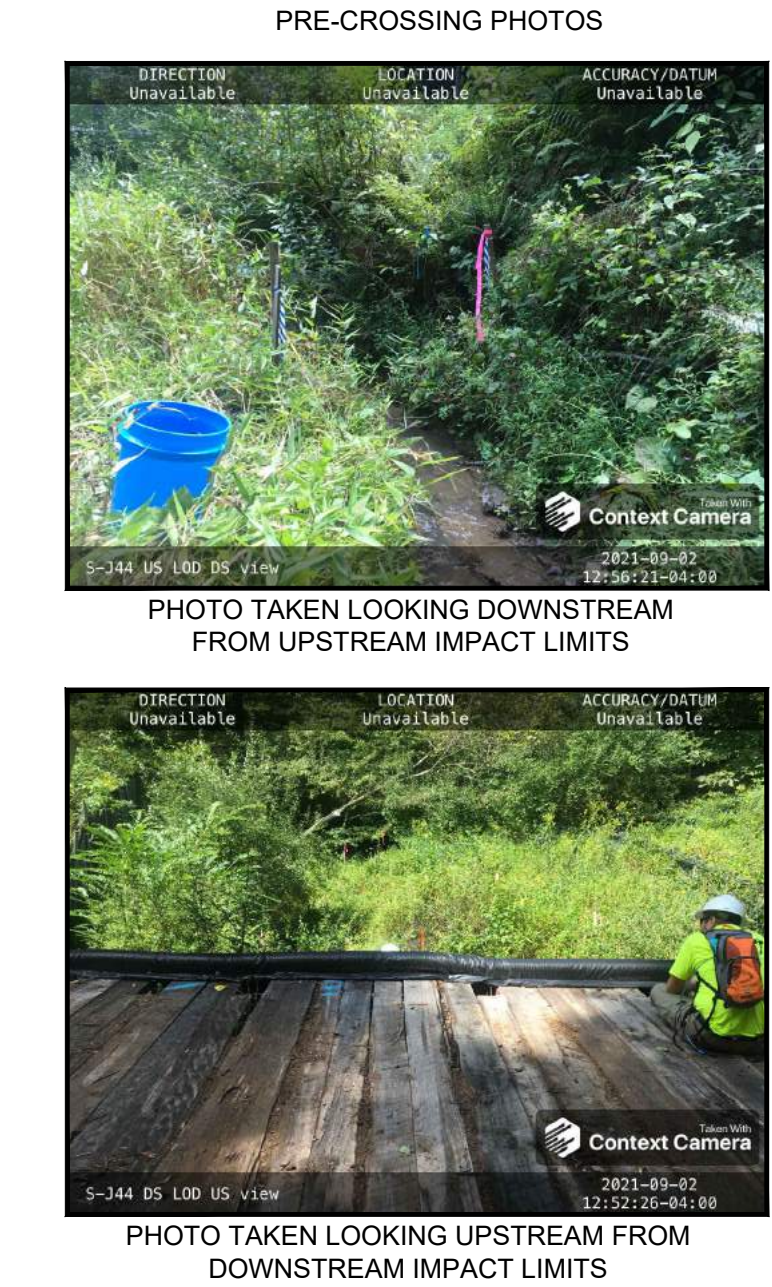 PRE-CROSSING PHOTOS
DIRECTION
Unavailable
LOCATION
Unavailable
ACCURACY/DATUM
Unavailable
Taken With
Context Camera
S-J44 US LOD DS view
2021-09-02
12:56:21-04:00
PHOTO TAKEN LOOKING DOWNSTREAM
FROM UPSTREAM IMPACT LIMITS
DIRECTION
Unavailable
LOCATION
Unavailable
ACCURACY/DATUM
Unavailable
Taken With
Context Camera
S-J44 DS LOD US view
2021-09-02
12:52:26-04:00
PHOTO TAKEN LOOKING UPSTREAM FROM
DOWNSTREAM IMPACT LIMITS